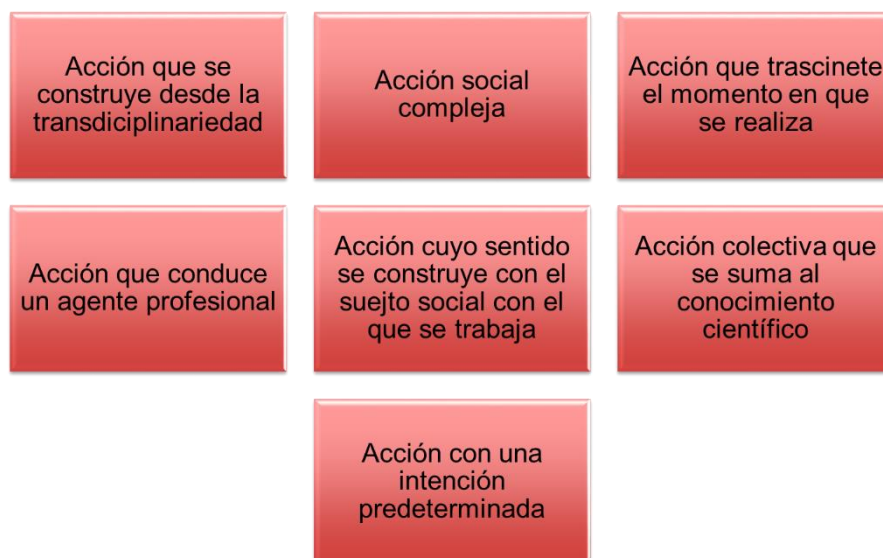 Acción que se
construye desde la
transdiciplinariedad
Acción social
compleja
Acción que trascinete
el momento en que
se realiza
Acción que conduce
un agente profesional
Acción cuyo sentido
se construye con el
suejto social con el
que se trabaja
Acción colectiva que
se suma al
conocimiento
científico
Acción con una
intención
predeterminada